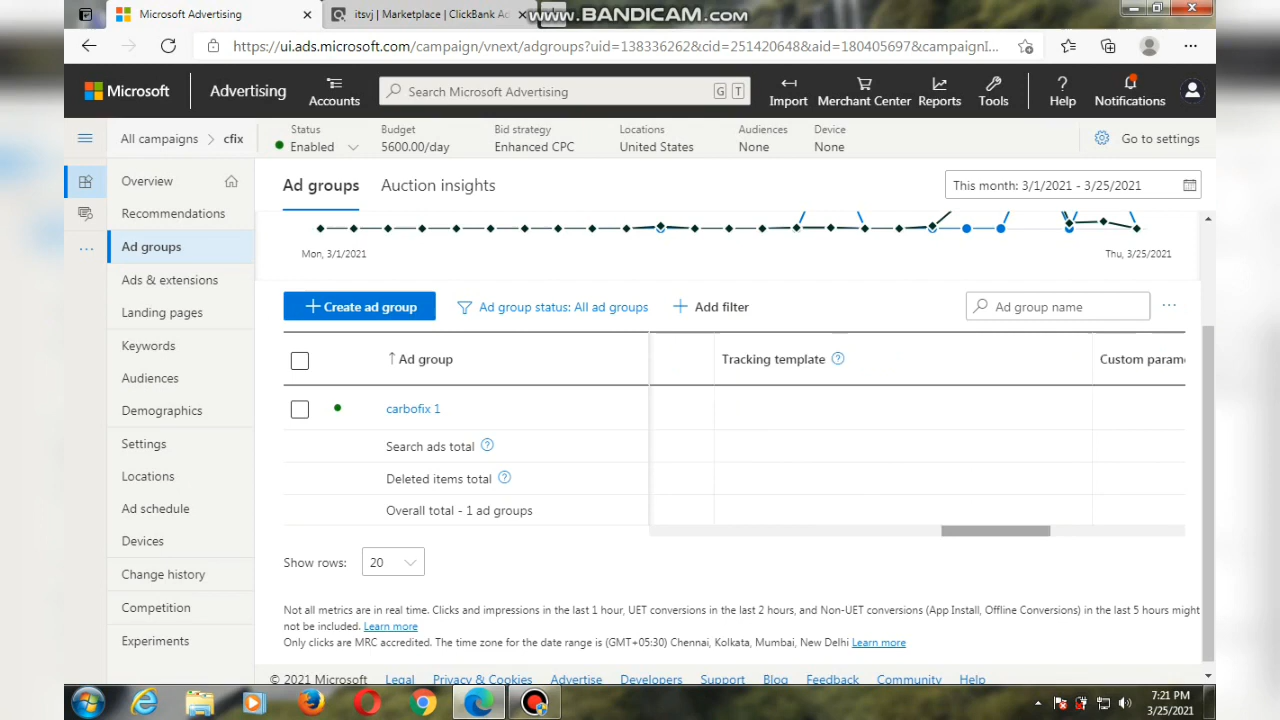 Microsoft Advertising
itsvj | Marketplace | ClickBank Ad
www.BANDICAM.com
https://ui.ads.microsoft.com/campaign/vnext/adgroups?uid=138336262&cid=251420648&aid=180405697&campaignI...
Microsoft
Advertising
Accounts
Search Microsoft Advertising
G T
Import
Merchant Center
Reports
Tools
Help
Notifications
All campaigns > cfix
Status
Enabled
Budget
5600.00/day
Bid strategy
Enhanced CPC
Locations
United States
Audiences
None
Device
None
Go to settings
Overview
Recommendations
Ad groups
Ads & extensions
Landing pages
Keywords
Audiences
Demographics
Settings
Locations
Ad schedule
Devices
Change history
Competition
Experiments
Ad groups
Auction insights
This month: 3/1/2021 - 3/25/2021
Mon, 3/1/2021
Thu, 3/25/2021
+ Create ad group
Ad group status: All ad groups
+ Add filter
Ad group name
...
↑ Ad group
Tracking template
Custom param
carbofix 1
Search ads total
Deleted items total
Overall total - 1 ad groups
Show rows:
20
Not all metrics are in real time. Clicks and impressions in the last 1 hour, UET conversions in the last 2 hours, and Non-UET conversions (App Install, Offline Conversions) in the last 5 hours might
not be included. Learn more
Only clicks are MRC accredited. The time zone for the date range is (GMT+05:30) Chennai, Kolkata, Mumbai, New Delhi Learn more
© 2021 Microsoft
Legal
Privacy & Cookies
Advertise
Developers
Support
Blog
Feedback
Community
Help
7:21 PM
3/25/2021